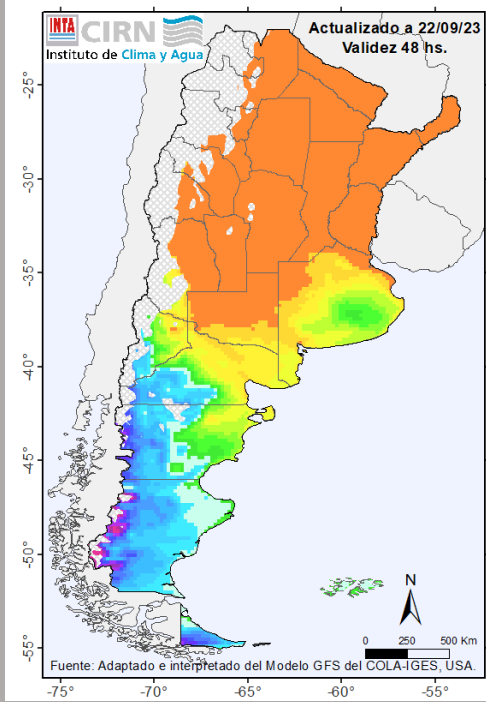 INTA CIRN
Instituto de Clima y Agua
Actualizado a 22/09/23
Validez 48 hs.
-25°
-30°
-35°
-40°
-45°
-50°
-55°
N
0 250 500 Km
Fuente: Adaptado e interpretado del Modelo GFS del COLA-IGES, USA.
-75° -70° -65° -60° -55°